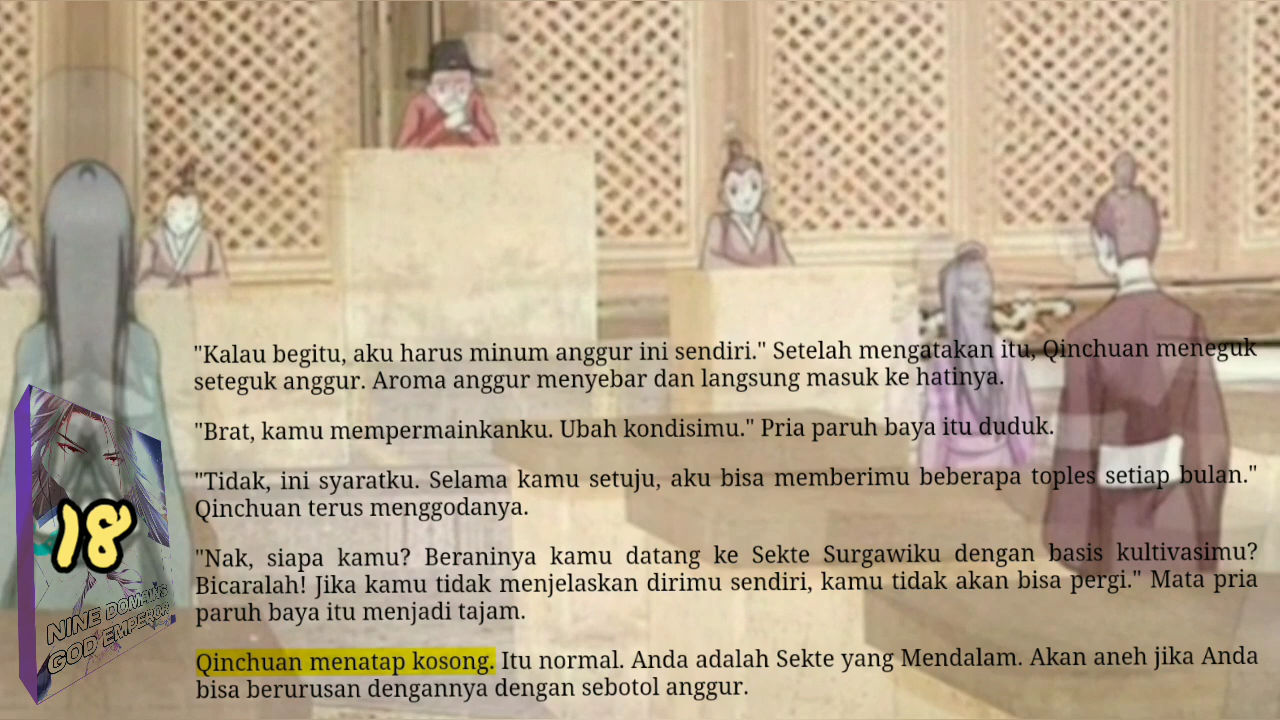 "Kalau begitu, aku harus minum anggur ini sendiri." Setelah mengatakan itu, Qinchuan meneguk
seteguk anggur. Aroma anggur menyebar dan langsung masuk ke hatinya.
"Brat, kamu mempermainkanku. Ubah kondisimu." Pria paruh baya itu duduk.
"Tidak, ini syaratku. Selama kamu setuju, aku bisa memberimu beberapa toples setiap bulan."
Qinchuan terus menggodanya.
"Nak, siapa kamu? Beraninya kamu datang ke Sekte Surgawiku dengan basis kultivasimu?
Bicaralah! Jika kamu tidak menjelaskan dirimu sendiri, kamu tidak akan bisa pergi." Mata pria
paruh baya itu menjadi tajam.
Qinchuan menatap kosong. Itu normal. Anda adalah Sekte yang Mendalam. Akan aneh jika Anda
bisa berurusan dengannya dengan sebotol anggur.
18
NINE DOMAINS
GOD EMPEROR